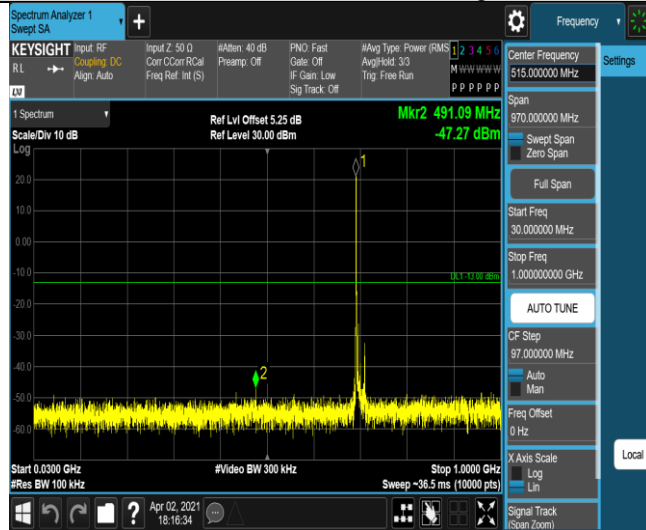 Spectrum Analyzer 1
Swept SA
Frequency
KEYSIGHT
RL
LXI
Input: RF
Coupling: DC
Align: Auto
Input Z: 50 Ω
Corr CCorr RCal
Freq Ref: Int (S)
#Atten: 40 dB
Preamp: Off
PNO: Fast
Gate: Off
IF Gain: Low
Sig Track: Off
#Avg Type: Power (RMS
Avg|Hold: 3/3
Trig: Free Run
1 2 3 4 5 6
M W W W W W
P P P P P P
1 Spectrum
Scale/Div 10 dB
Log
Ref Lvl Offset 5.25 dB
Ref Level 30.00 dBm
Mkr2 491.09 MHz
-47.27 dBm
1
20.0
10.0
0.00
-10.0
DL1 -13.00 dBm
-20.0
-30.0
-40.0
2
-50.0
-60.0
Start 0.0300 GHz
#Res BW 100 kHz
#Video BW 300 kHz
Stop 1.0000 GHz
Sweep ~36.5 ms (10000 pts)
?
Apr 02, 2021
18:16:34
Center Frequency
515.000000 MHz
Settings
Span
970.000000 MHz
Swept Span
Zero Span
Full Span
Start Freq
30.000000 MHz
Stop Freq
1.000000000 GHz
AUTO TUNE
CF Step
97.000000 MHz
Auto
Man
Freq Offset
0 Hz
X Axis Scale
Log
Lin
Local
Signal Track
(Span Zoom)